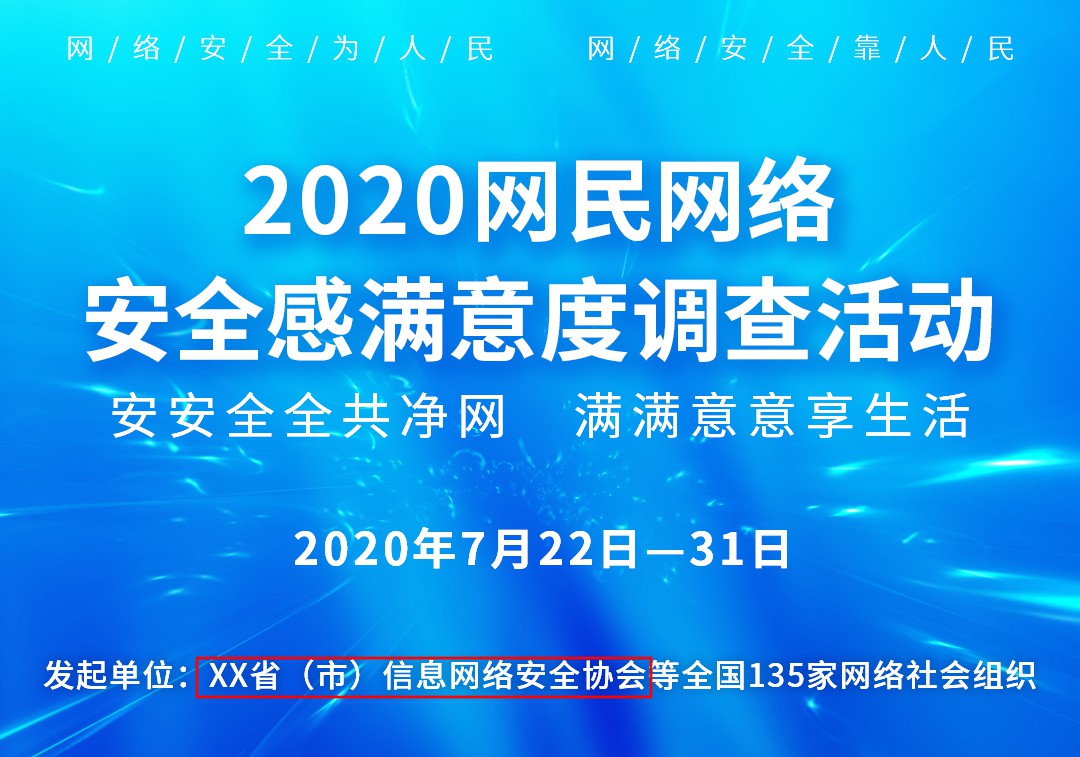 网/络/安/全/为/人/民 网/络/安/全/靠/人/民
2020网民网络
安全感满意度调查活动
安安全全共净网 满满意意享生活
2020年7月22日—31日
发起单位：XX省（市）信息网络安全协会等全国135家网络社会组织